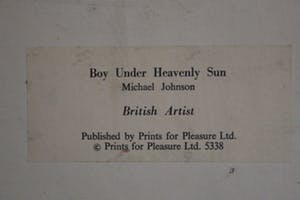 Boy Under Heavenly Sun
Michael Johnson
British Artist
Published by Prints for Pleasure Ltd.
© Prints for Pleasure Ltd. 5338